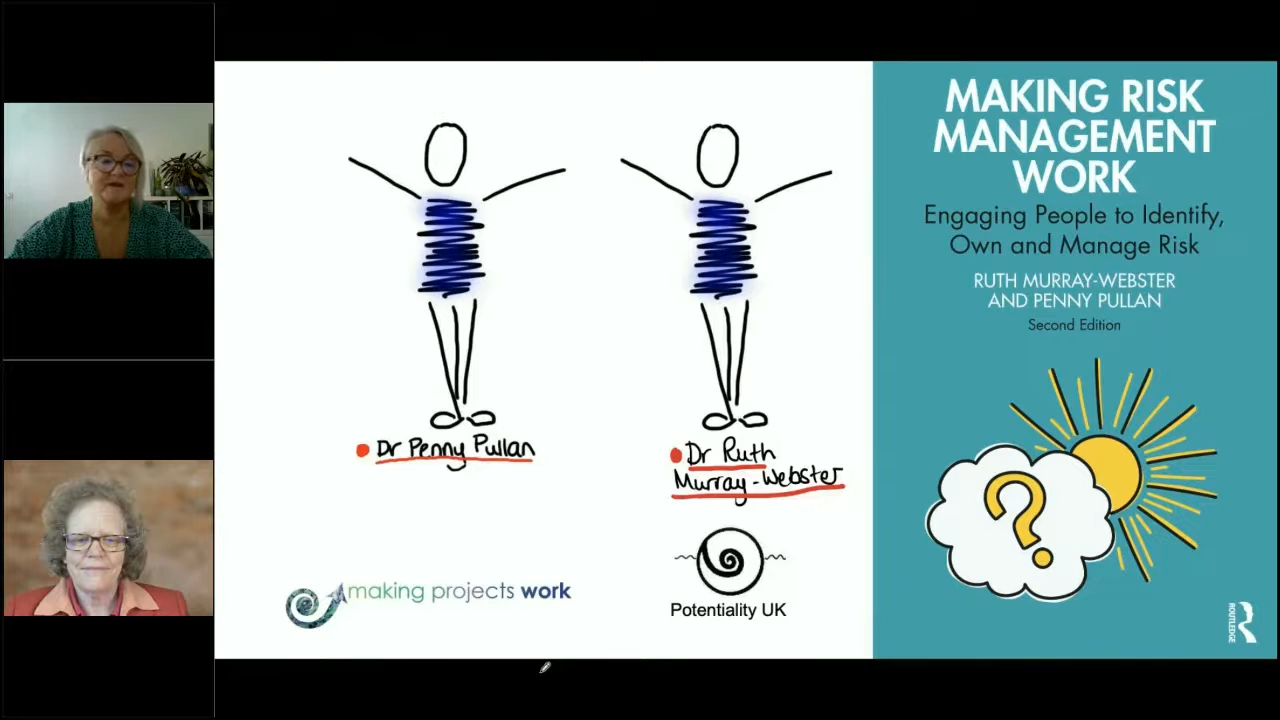 Dr Penny Pullan
Dr Ruth
Murray-Webster
making projects work
Potentiality UK
MAKING RISK
MANAGEMENT
WORK
Engaging People to Identify,
Own and Manage Risk
RUTH MURRAY-WEBSTER
AND PENNY PULLAN
Second Edition
?
ROUTLEDGE